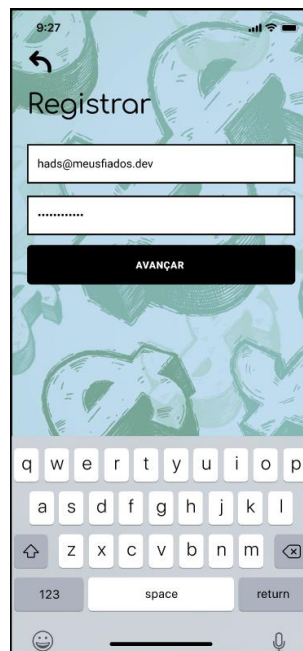 9:27
Registrar
hads@meusfiados.dev
••••••••••••
AVANÇAR
q w e r t y u i o p
a s d f g h j k l
z x c v b n m
123 space return